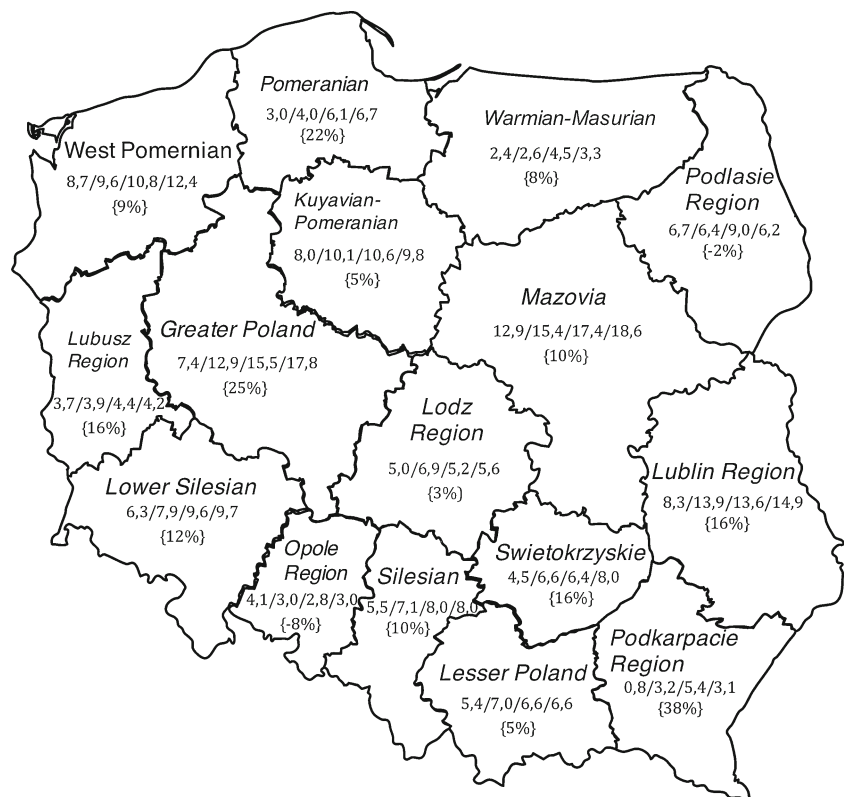 Pomeranian
3,0/4,0/6,1/6,7
{22%}
Warmian-Masurian
2,4/2,6/4,5/3,3
{8%}
West Pomernian
8,7/9,6/10,8/12,4
{9%}
Podlasie
Region
6,7/6,4/9,0/6,2
{-2%}
Kuyavian-
Pomeranian
8,0/10,1/10,6/9,8
{5%}
Mazovia
12,9/15,4/17,4/18,6
{10%}
Greater Poland
7,4/12,9/15,5/17,8
{25%}
Lubusz
Region
3,7/3,9/4,4/4,2
{16%}
Lodz
Region
5,0/6,9/5,2/5,6
{3%}
Lublin Region
8,3/13,9/13,6/14,9
{16%}
Lower Silesian
6,3/7,9/9,6/9,7
{12%}
Opole
Region
4,1/3,0/2,8/3,0
{-8%}
Silesian
5,5/7,1/8,0/8,0
{10%}
Swietokrzyskie
4,5/6,6/6,4/8,0
{16%}
Lesser Poland
5,4/7,0/6,6/6,6
{5%}
Podkarpacie
Region
0,8/3,2/5,4/3,1
{38%}